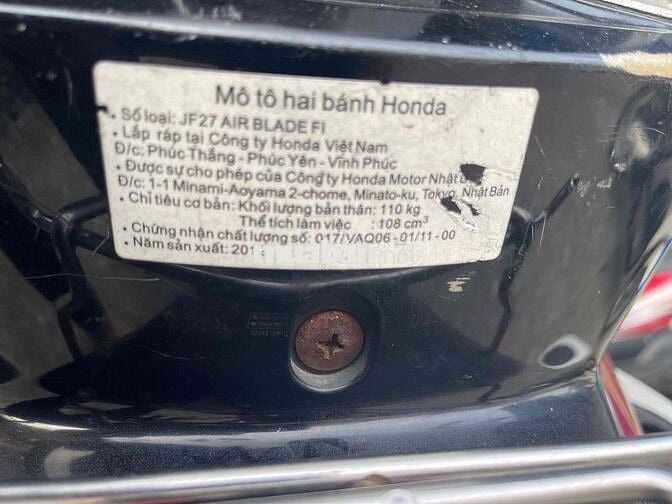 Mô tô hai bánh Honda
• Số loại: JF27 AIR BLADE FI
• Lắp ráp tại Công ty Honda Việt Nam
Đ/c: Phúc Thắng - Phúc Yên - Vĩnh Phúc
• Được sự cho phép của Công ty Honda Motor Nhật
Đ/c: 1-1 Minami-Aoyama 2-chome, Minato-ku, Tokyo, Nhật Bản
• Chỉ tiêu cơ bản: Khối lượng bản thân: 110 kg
Thể tích làm việc : 108 cm³
• Chứng nhận chất lượng số: 017/VAQ06 - 01/11 - 00
• Năm sản xuất: 201